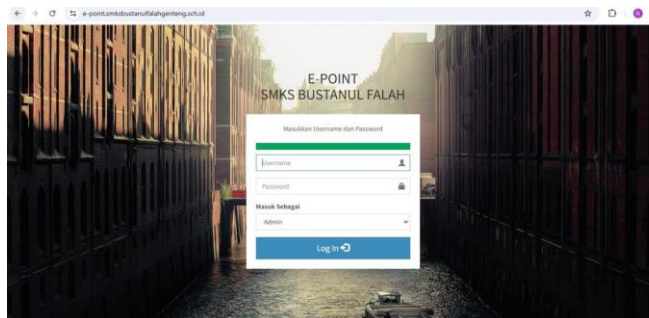 e-point.smksbustanulfalahgenteng.sch.id
E-POINT
SMKS BUSTANUL FALAH
Masukkan Username dan Password
Username
Password
Masuk Sebagai
Admin
Log In